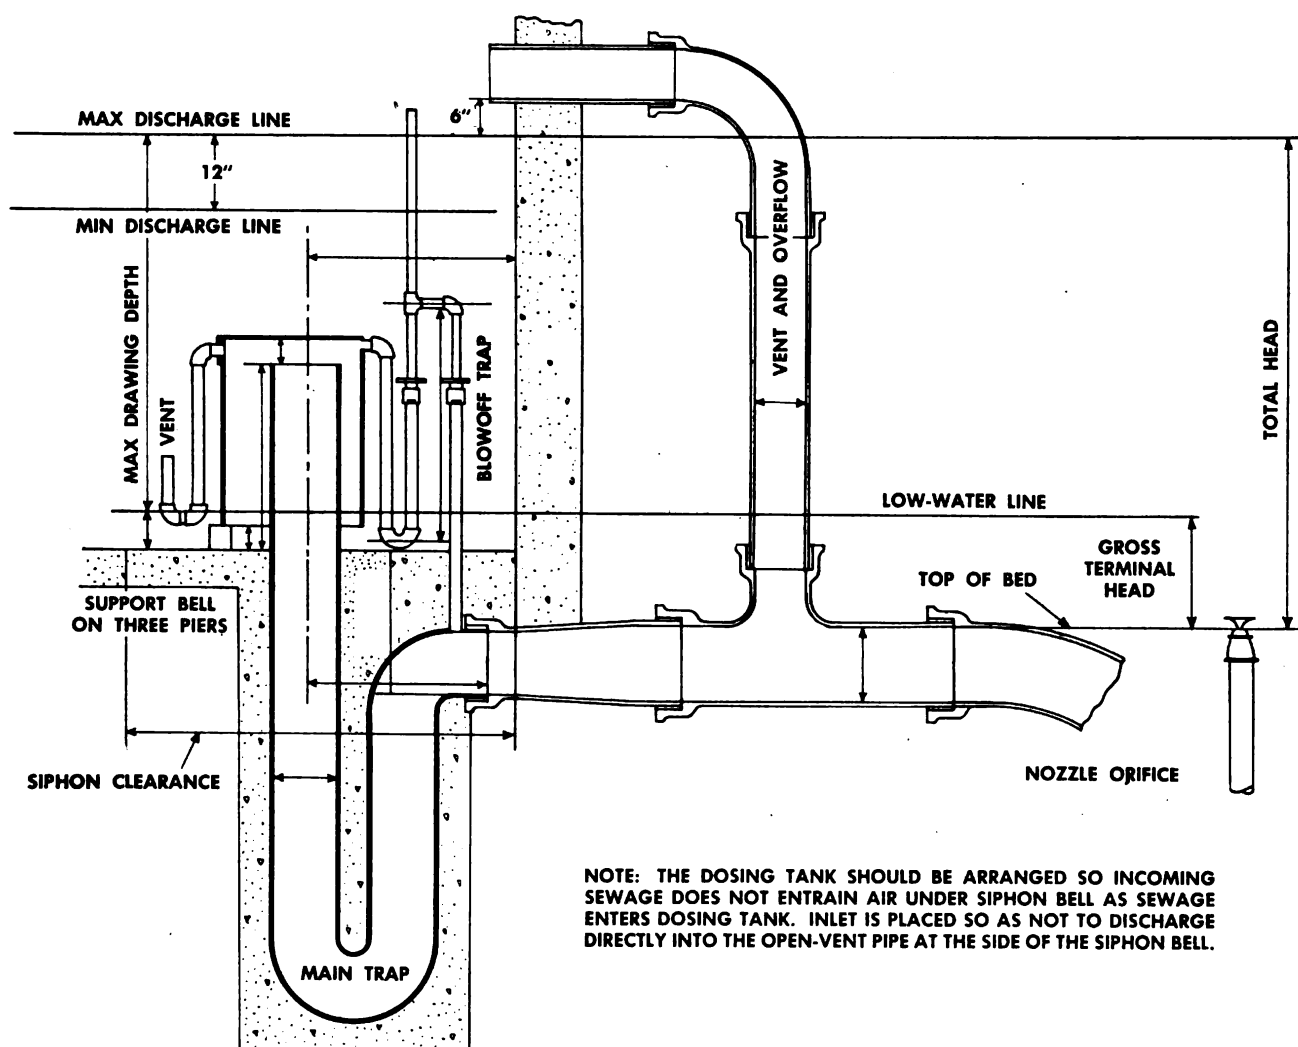 6"
MAX DISCHARGE LINE
12"
MIN DISCHARGE LINE
MAX DRAWING DEPTH
VENT
BLOWOFF TRAP
VENT AND OVERFLOW
TOTAL HEAD
LOW-WATER LINE
GROSS
TERMINAL
HEAD
TOP OF BED
SUPPORT BELL
ON THREE PIERS
SIPHON CLEARANCE
NOZZLE ORIFICE
MAIN TRAP
NOTE: THE DOSING TANK SHOULD BE ARRANGED SO INCOMING
SEWAGE DOES NOT ENTRAIN AIR UNDER SIPHON BELL AS SEWAGE
ENTERS DOSING TANK. INLET IS PLACED SO AS NOT TO DISCHARGE
DIRECTLY INTO THE OPEN-VENT PIPE AT THE SIDE OF THE SIPHON BELL.